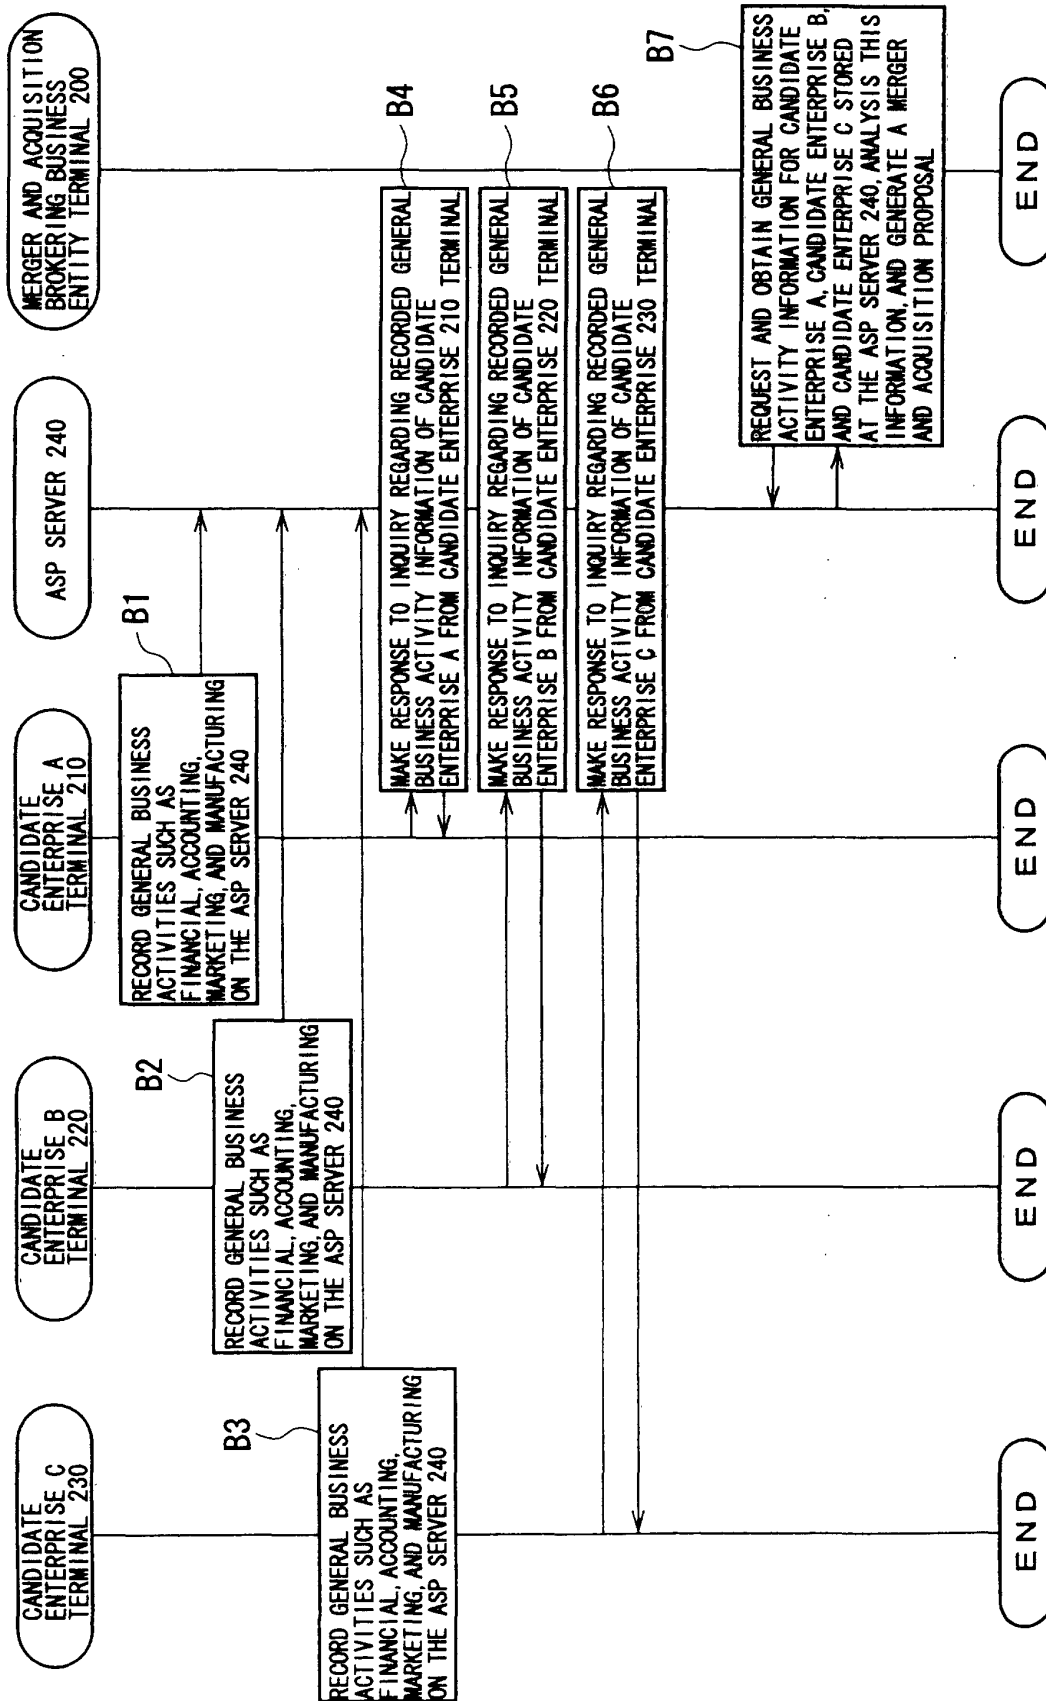 CANDIDATE
ENTERPRISE C
TERMINAL 230
CANDIDATE
ENTERPRISE B
TERMINAL 220
CANDIDATE
ENTERPRISE A
TERMINAL 210
ASP SERVER 240
MERGER AND ACQUISITION
BROKERING BUSINESS
ENTITY TERMINAL 200
B1
RECORD GENERAL BUSINESS
ACTIVITIES SUCH AS
FINANCIAL, ACCOUNTING,
MARKETING, AND MANUFACTURING
ON THE ASP SERVER 240
B2
RECORD GENERAL BUSINESS
ACTIVITIES SUCH AS
FINANCIAL, ACCOUNTING,
MARKETING, AND MANUFACTURING
ON THE ASP SERVER 240
B3
RECORD GENERAL BUSINESS
ACTIVITIES SUCH AS
FINANCIAL, ACCOUNTING,
MARKETING, AND MANUFACTURING
ON THE ASP SERVER 240
B4
MAKE RESPONSE TO INQUIRY REGARDING RECORDED GENERAL
BUSINESS ACTIVITY INFORMATION OF CANDIDATE
ENTERPRISE A FROM CANDIDATE ENTERPRISE 210 TERMINAL
B5
MAKE RESPONSE TO INQUIRY REGARDING RECORDED GENERAL
BUSINESS ACTIVITY INFORMATION OF CANDIDATE
ENTERPRISE B FROM CANDIDATE ENTERPRISE 220 TERMINAL
B6
MAKE RESPONSE TO INQUIRY REGARDING RECORDED GENERAL
BUSINESS ACTIVITY INFORMATION OF CANDIDATE
ENTERPRISE C FROM CANDIDATE ENTERPRISE 230 TERMINAL
B7
REQUEST AND OBTAIN GENERAL BUSINESS
ACTIVITY INFORMATION FOR CANDIDATE
ENTERPRISE A, CANDIDATE ENTERPRISE B,
AND CANDIDATE ENTERPRISE C STORED
AT THE ASP SERVER 240, ANALYSIS THIS
INFORMATION, AND GENERATE A MERGER
AND ACQUISITION PROPOSAL
END
END
END
END
END